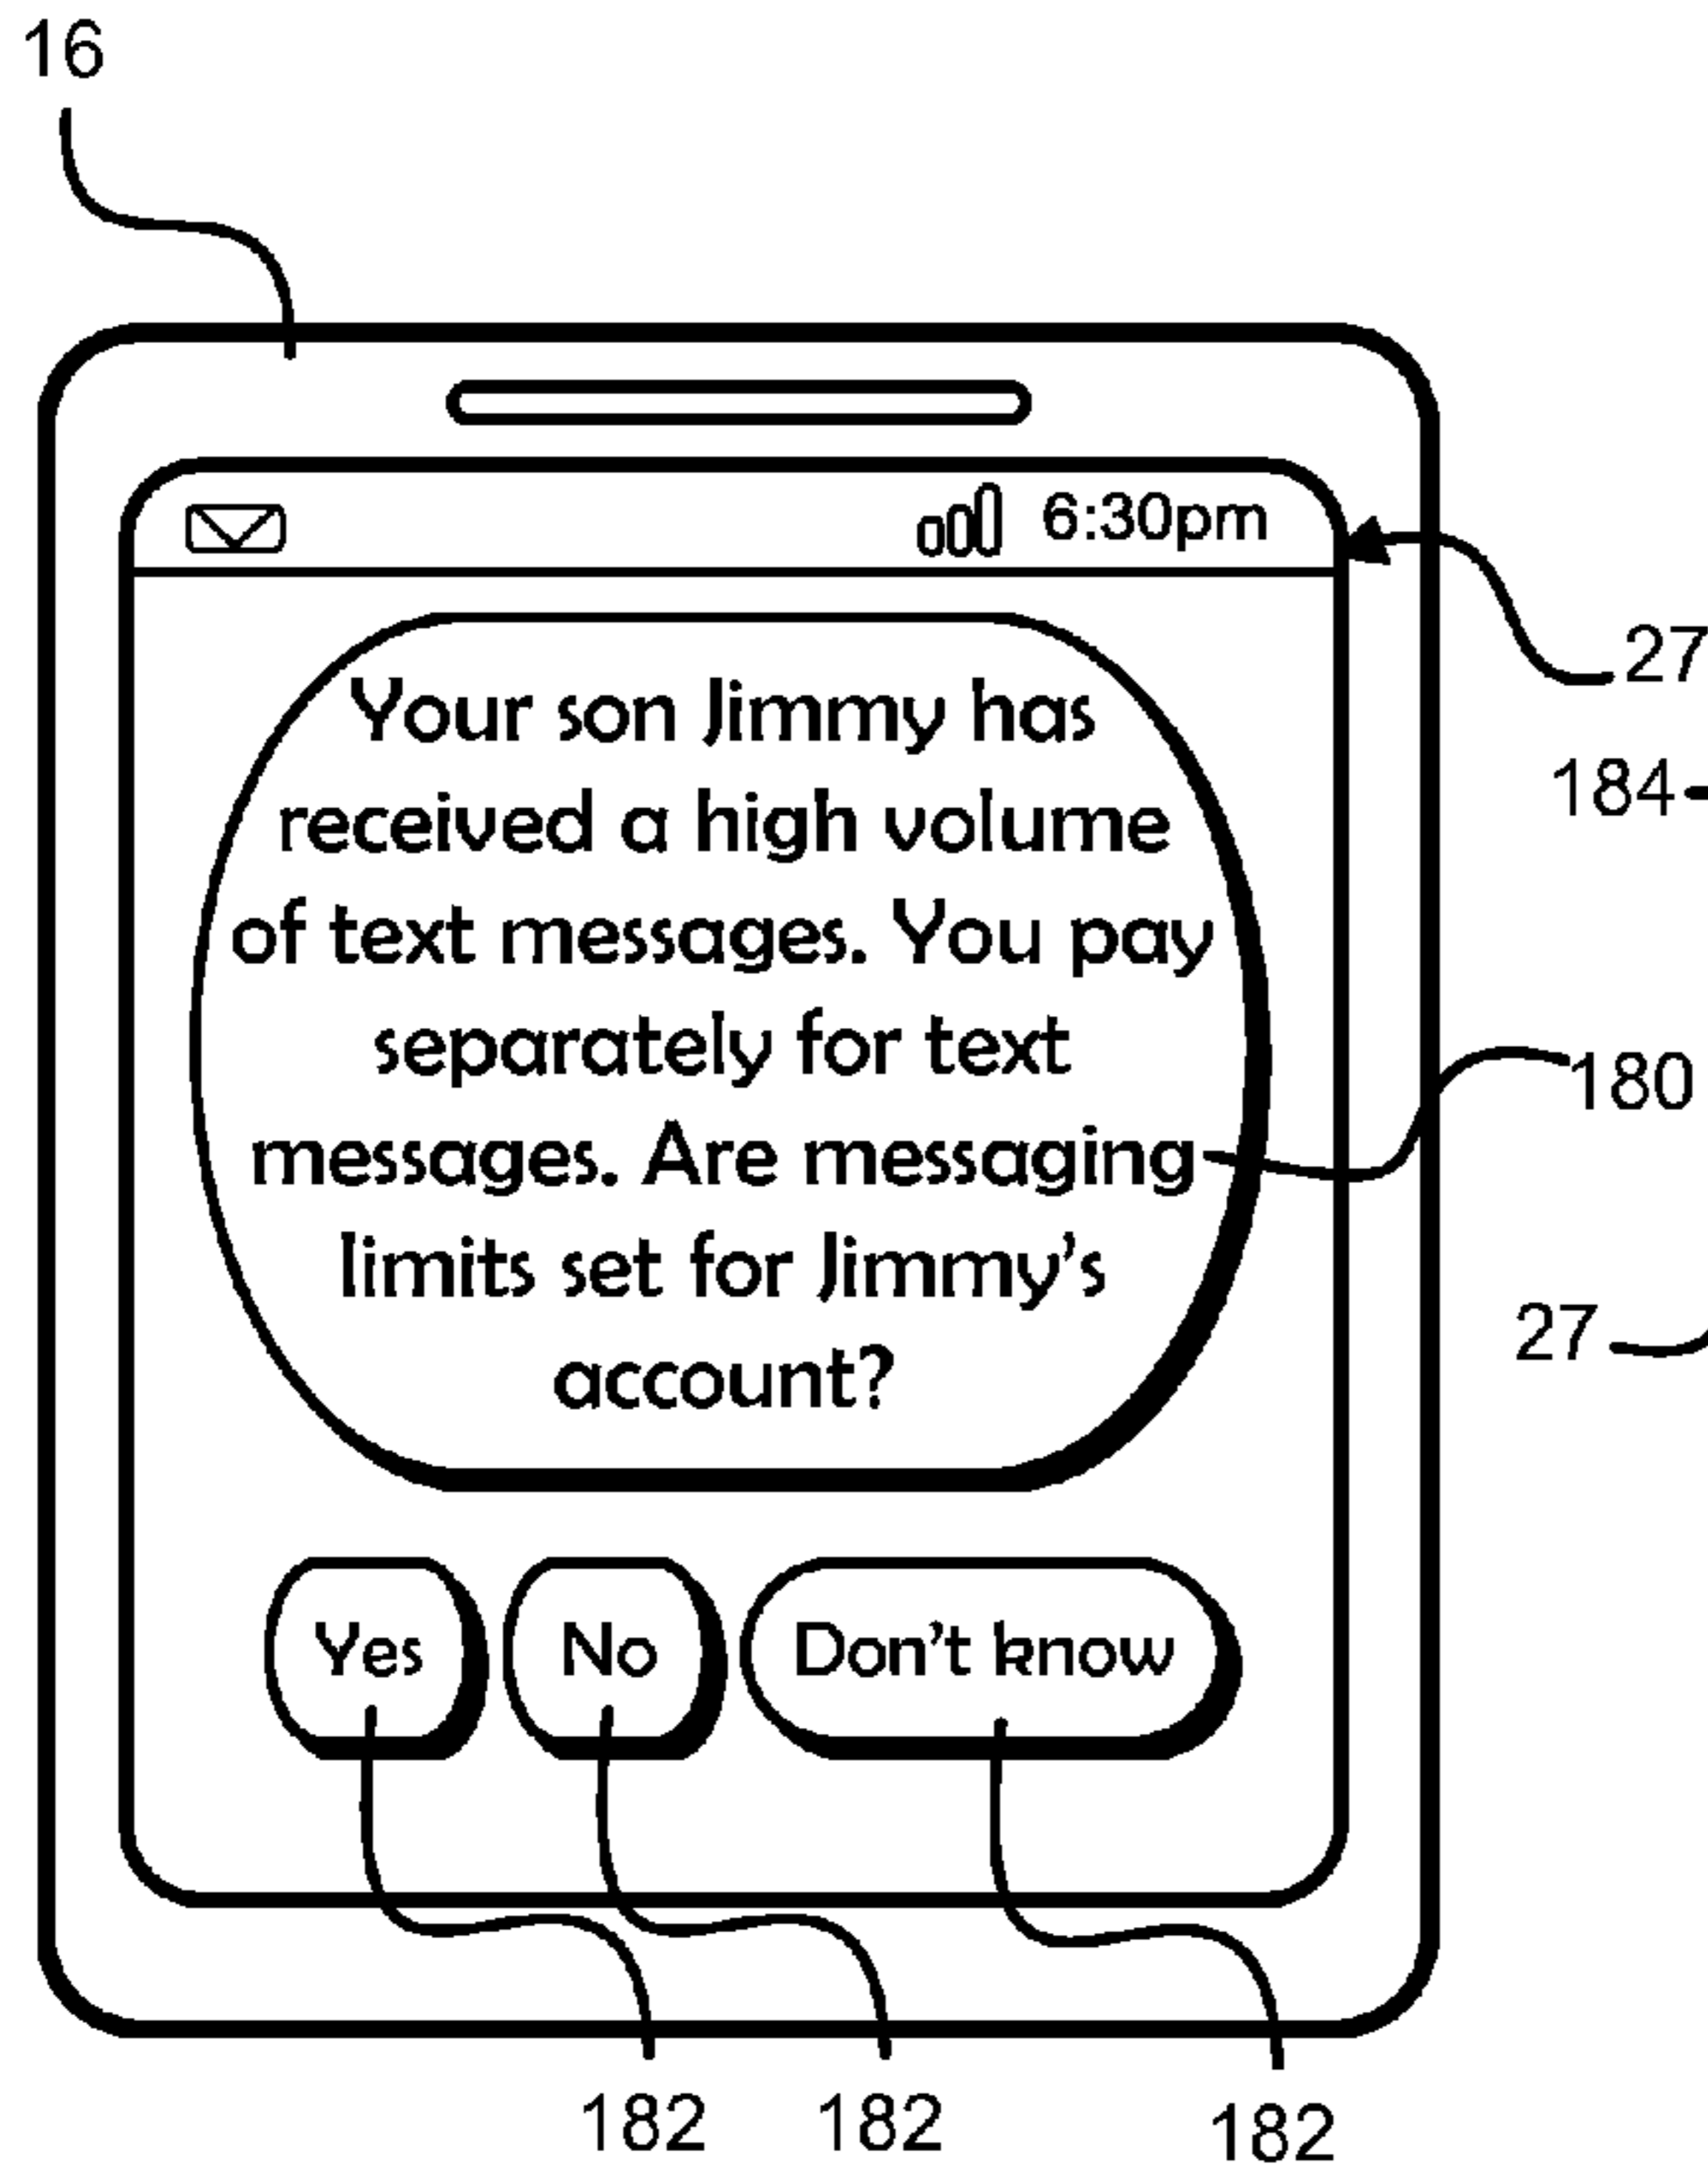 16
6:30pm
27
Your son Jimmy has
184
received a high volume
of text messages. You pay
separately for text
180
messages. Are messaging
limits set for Jimmy's
27
account?
Yes No Don't know
182 182 182